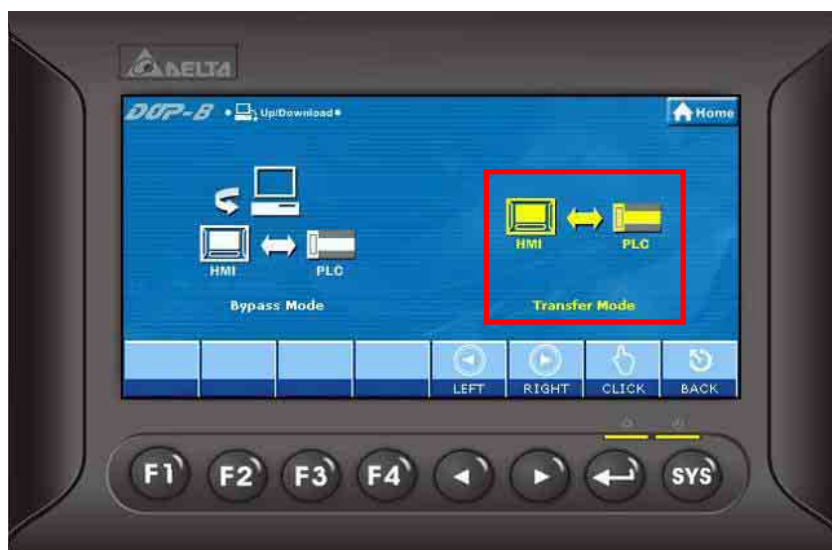 DELTA
DOP-B • Up/Download •
Home
HMI
PLC
Bypass Mode
HMI
PLC
Transfer Mode
LEFT
RIGHT
CLICK
BACK
F1
F2
F3
F4
SYS